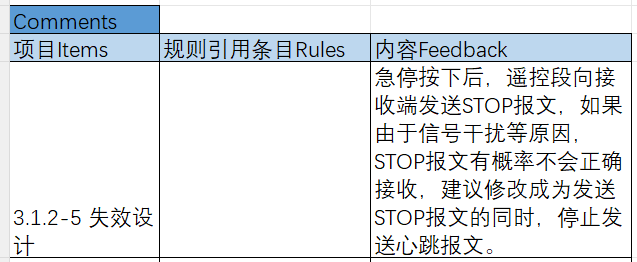 Comments
项目Items 规则引用条目Rules 内容Feedback
3.1.2-5 失效设
计
急停按下后，遥控段向接
收端发送STOP报文，如果
由于信号干扰等原因，
STOP报文有概率不会正确
接收，建议修改成为发送
STOP报文的同时，停止发
送心跳报文。